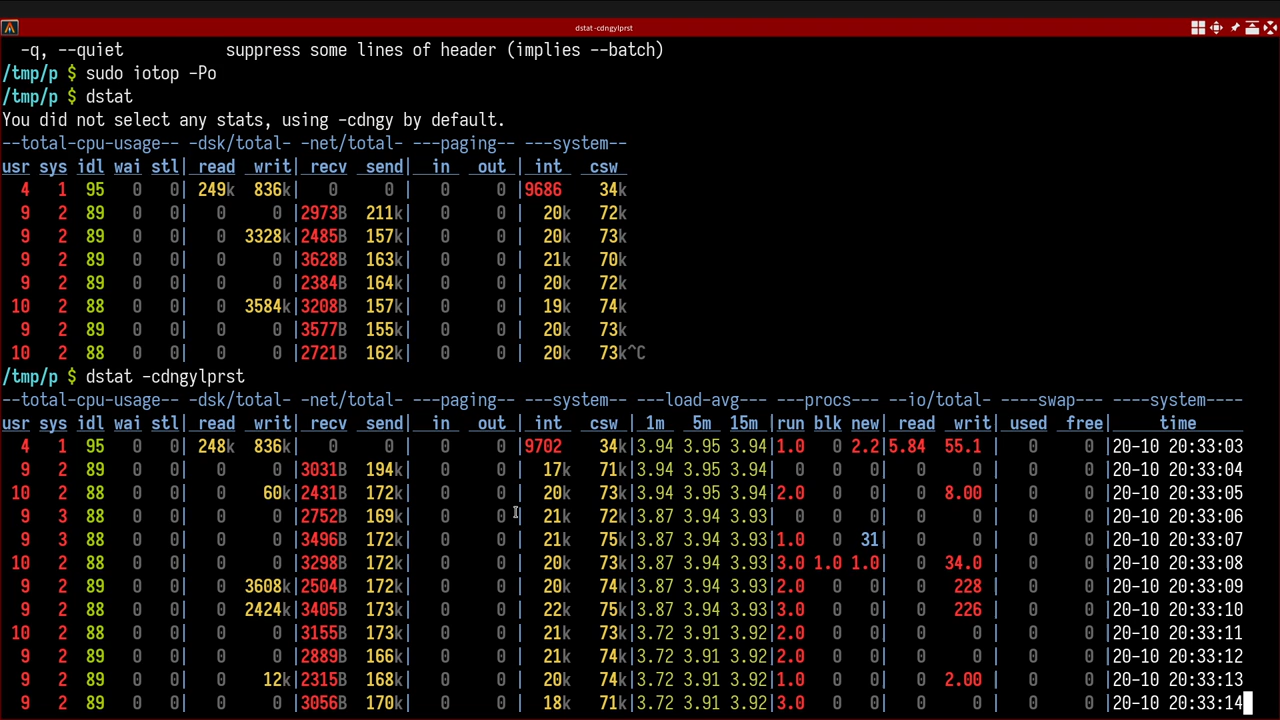 dstat -cdngylprst
-q, --quiet suppress some lines of header (implies --batch)
/tmp/p $ sudo iotop -Po
/tmp/p $ dstat
You did not select any stats, using -cdngy by default.
--total-cpu-usage-- -dsk/total- -net/total- ---paging-- ---system--
usr sys idl wai stl| read writ| recv send| in out | int csw
4 1 95 0 0| 249k 836k| 0 0 | 0 0 |9686 34k
9 2 89 0 0| 0 0 |2973B 211k| 0 0 | 20k 72k
9 2 89 0 0| 0 3328k|2485B 157k| 0 0 | 20k 73k
9 2 89 0 0| 0 0 |3628B 163k| 0 0 | 21k 70k
9 2 89 0 0| 0 0 |2384B 164k| 0 0 | 20k 72k
10 2 88 0 0| 0 3584k|3208B 157k| 0 0 | 19k 74k
9 2 89 0 0| 0 0 |3577B 155k| 0 0 | 20k 73k
10 2 88 0 0| 0 0 |2721B 162k| 0 0 | 20k 73k^C
/tmp/p $ dstat -cdngylprst
--total-cpu-usage-- -dsk/total- -net/total- ---paging-- ---system-- ---load-avg--- ---procs--- --io/total- ----swap--- ----system----
usr sys idl wai stl| read writ| recv send| in out | int csw | 1m 5m 15m |run blk new| read writ| used free| time
4 1 95 0 0| 248k 836k| 0 0 | 0 0 |9702 34k|3.94 3.95 3.94|1.0 0 2.2|5.84 55.1 | 0 0 |20-10 20:33:03
9 2 89 0 0| 0 0 |3031B 194k| 0 0 | 17k 71k|3.94 3.95 3.94| 0 0 0| 0 0 | 0 0 |20-10 20:33:04
10 2 88 0 0| 0 60k|2431B 172k| 0 0 | 20k 73k|3.94 3.95 3.94|2.0 0 0| 0 8.00 | 0 0 |20-10 20:33:05
9 3 88 0 0| 0 0 |2752B 169k| 0 0 | 21k 72k|3.87 3.94 3.93| 0 0 0| 0 0 | 0 0 |20-10 20:33:06
9 3 88 0 0| 0 0 |3496B 172k| 0 0 | 21k 75k|3.87 3.94 3.93|1.0 0 31| 0 0 | 0 0 |20-10 20:33:07
10 2 88 0 0| 0 0 |3298B 172k| 0 0 | 20k 73k|3.87 3.94 3.93|3.0 1.0 1.0| 0 34.0 | 0 0 |20-10 20:33:08
9 2 89 0 0| 0 3608k|2504B 172k| 0 0 | 20k 74k|3.87 3.94 3.93|2.0 0 0| 0 228 | 0 0 |20-10 20:33:09
9 2 88 0 0| 0 2424k|3405B 173k| 0 0 | 22k 75k|3.87 3.94 3.93|3.0 0 0| 0 226 | 0 0 |20-10 20:33:10
10 2 88 0 0| 0 0 |3155B 173k| 0 0 | 21k 73k|3.72 3.91 3.92|2.0 0 0| 0 0 | 0 0 |20-10 20:33:11
9 2 89 0 0| 0 0 |2889B 166k| 0 0 | 21k 74k|3.72 3.91 3.92|2.0 0 0| 0 0 | 0 0 |20-10 20:33:12
9 2 89 0 0| 0 12k|2315B 168k| 0 0 | 20k 74k|3.72 3.91 3.92|1.0 0 0| 0 2.00 | 0 0 |20-10 20:33:13
9 2 89 0 0| 0 0 |3056B 170k| 0 0 | 18k 71k|3.72 3.91 3.92|3.0 0 0| 0 0 | 0 0 |20-10 20:33:14